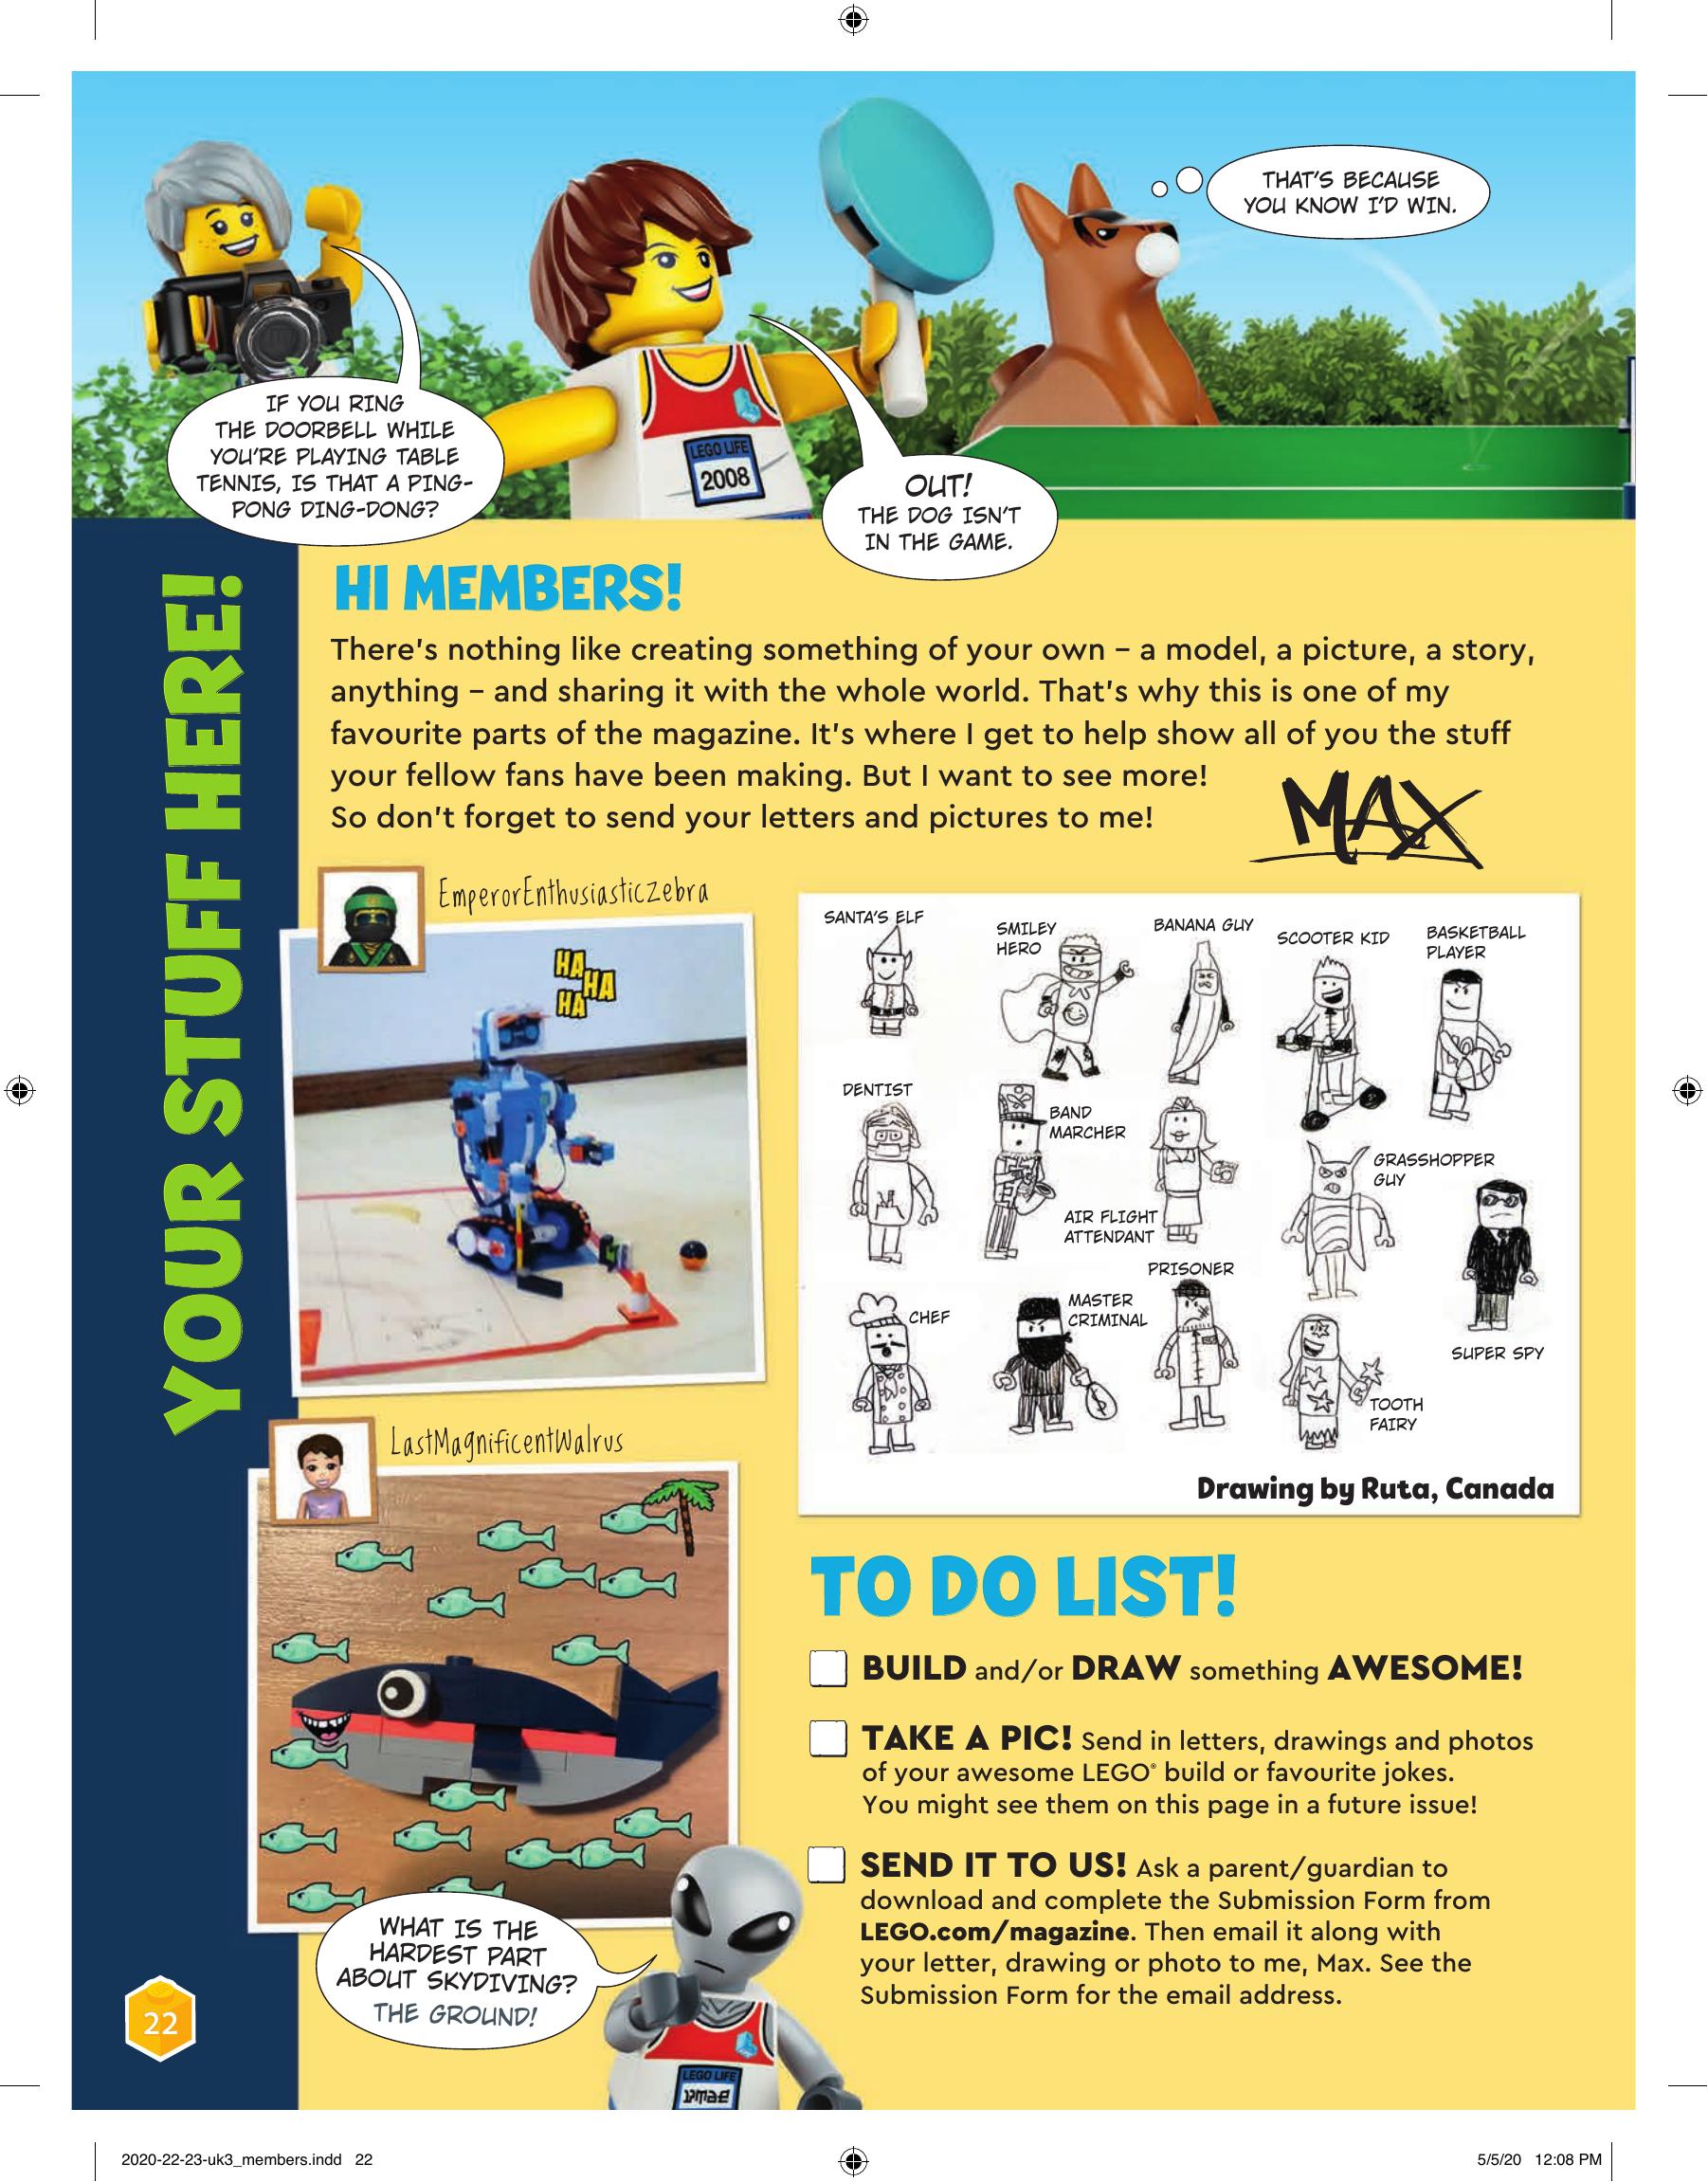 THAT'S BECAUSE
YOU KNOW I'D WIN.
IF YOU RING
THE DOORBELL WHILE
YOU'RE PLAYING TABLE
TENNIS, IS THAT A PING-
PONG DING-DONG?
LEGO LIFE
2008
OUT!
THE DOG ISN'T
IN THE GAME.
YOUR STUFF HERE!
HI MEMBERS!
There's nothing like creating something of your own – a model, a picture, a story,
anything – and sharing it with the whole world. That's why this is one of my
favourite parts of the magazine. It's where I get to help show all of you the stuff
your fellow fans have been making. But I want to see more!
So don't forget to send your letters and pictures to me!
MAX
EmperorEnthusiasticZebra
HA
HA
HA
SANTA'S ELF
SMILEY
HERO
BANANA GUY
SCOOTER KID
BASKETBALL
PLAYER
DENTIST
BAND
MARCHER
AIR FLIGHT
ATTENDANT
GRASSHOPPER
GUY
CHEF
MASTER
CRIMINAL
PRISONER
SUPER SPY
TOOTH
FAIRY
Drawing by Ruta, Canada
LastMagnificentWalrus
WHAT IS THE
HARDEST PART
ABOUT SKYDIVING?
THE GROUND!
LEGO LIFE
TO DO LIST!
BUILD and/or DRAW something AWESOME!
TAKE A PIC! Send in letters, drawings and photos
of your awesome LEGO® build or favourite jokes.
You might see them on this page in a future issue!
SEND IT TO US! Ask a parent/guardian to
download and complete the Submission Form from
LEGO.com/magazine. Then email it along with
your letter, drawing or photo to me, Max. See the
Submission Form for the email address.
22
2020-22-23-uk3_members.indd 22
5/5/20 12:08 PM